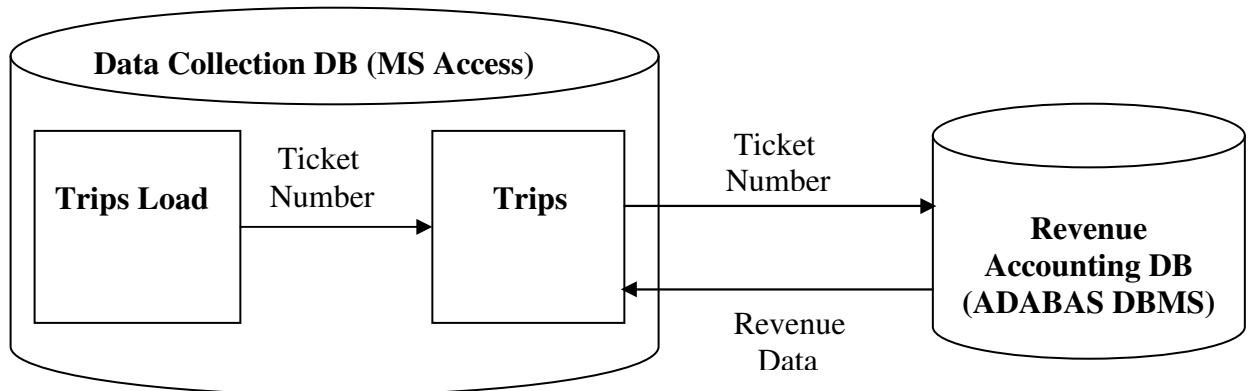 Data Collection DB (MS Access)
Trips Load
Ticket
Number
Trips
Ticket
Number
Revenue
Data
Revenue
Accounting DB
(ADABAS DBMS)